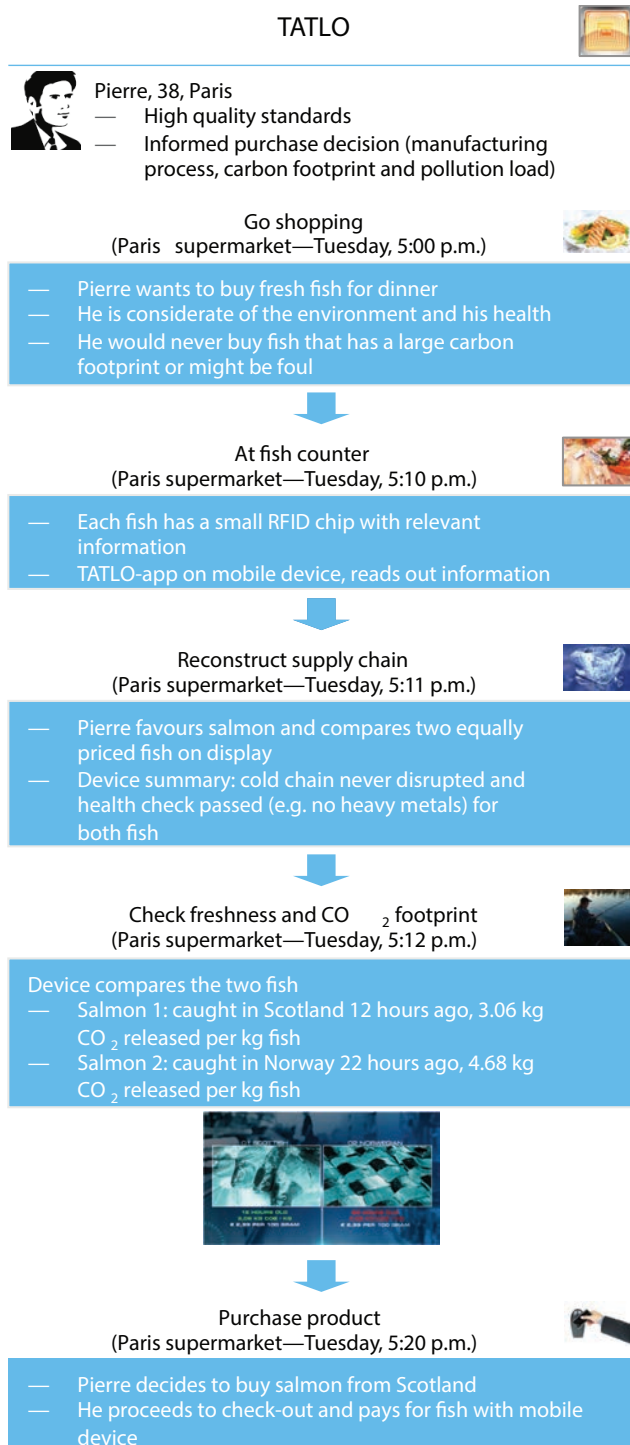 TATLO
Pierre, 38, Paris
— High quality standards
— Informed purchase decision (manufacturing
process, carbon footprint and pollution load)
Go shopping
(Paris supermarket—Tuesday, 5:00 p.m.)
— Pierre wants to buy fresh fish for dinner
— He is considerate of the environment and his health
— He would never buy fish that has a large carbon
footprint or might be foul
At fish counter
(Paris supermarket—Tuesday, 5:10 p.m.)
— Each fish has a small RFID chip with relevant
information
— TATLO-app on mobile device, reads out information
Reconstruct supply chain
(Paris supermarket—Tuesday, 5:11 p.m.)
— Pierre favours salmon and compares two equally
priced fish on display
— Device summary: cold chain never disrupted and
health check passed (e.g. no heavy metals) for
both fish
Check freshness and CO 2 footprint
(Paris supermarket—Tuesday, 5:12 p.m.)
Device compares the two fish
— Salmon 1: caught in Scotland 12 hours ago, 3.06 kg
CO 2 released per kg fish
— Salmon 2: caught in Norway 22 hours ago, 4.68 kg
CO 2 released per kg fish
NORWEGIAN
HOURS OLD
PER 100 GRAM
PER 100 GRAM
Purchase product
(Paris supermarket—Tuesday, 5:20 p.m.)
— Pierre decides to buy salmon from Scotland
— He proceeds to check-out and pays for fish with mobile
device